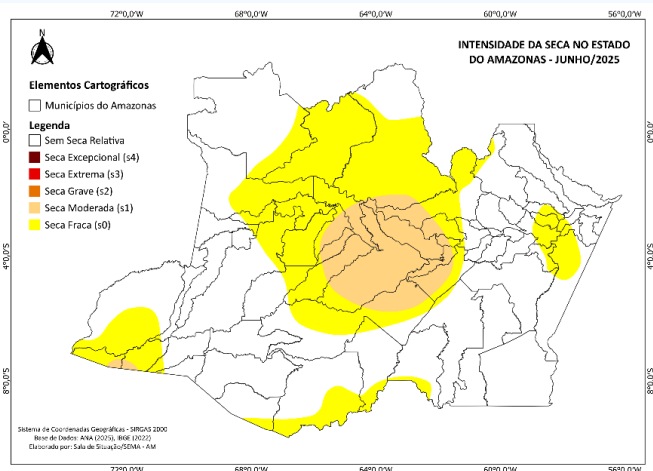 72°0,0'W 68°0,0'W 64°0,0'W 60°0,0'W 56°0,0'W
N
INTENSIDADE DA SECA NO ESTADO
DO AMAZONAS - JUNHO/2025
Elementos Cartográficos
Municípios do Amazonas
Legenda
Sem Seca Relativa
Seca Excepcional (s4)
Seca Extrema (s3)
Seca Grave (s2)
Seca Moderada (s1)
Seca Fraca (s0)
0°0,0'
0°0,0'
4°0,0'S
4°0,0'S
8°0,0'S
8°0,0'S
Sistema de Coordenadas Geográficas - SIRGAS 2000
Base de Dados: ANA (2025), IBGE (2022)
Elaborado por: Sala de Situação/SEMA - AM
72°0,0'W 68°0,0'W 64°0,0'W 60°0,0'W 56°0,0'W